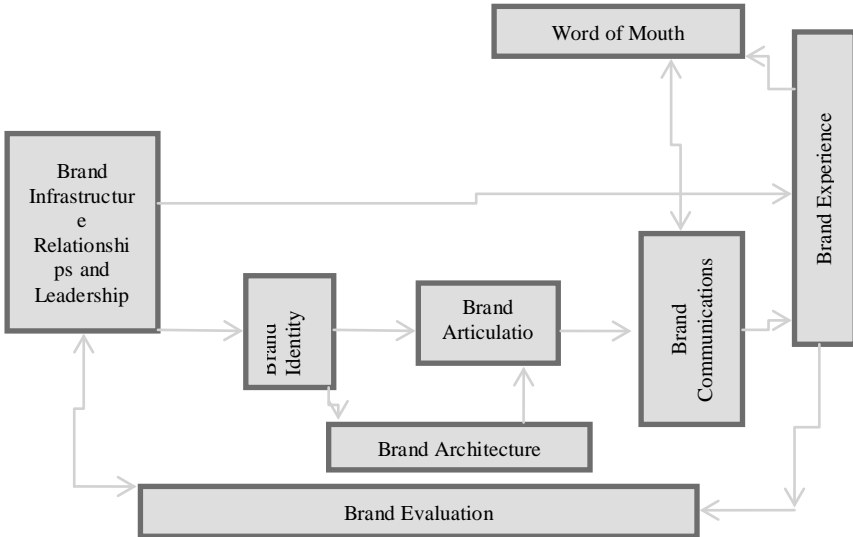 Word of Mouth
Brand
Infrastructur
e
Relationshi
ps and
Leadership
Brand Experience
Brand
Identity
Brand
Articulatio
Brand
Communications
Brand Architecture
Brand Evaluation